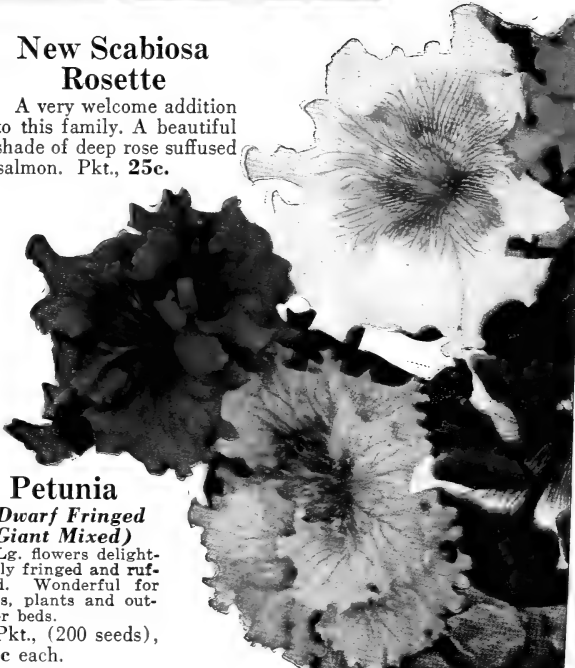 New Scabiosa
Rosette
A very welcome addition
to this family. A beautiful
shade of deep rose suffused
salmon. Pkt., 25c.
Petunia
Dwarf Fringed
Giant Mixed)
Lg. flowers delight-
ly fringed and ruf-
d. Wonderful for
s, plants and out-
r beds.
Pkt., (200 seeds),
c each.